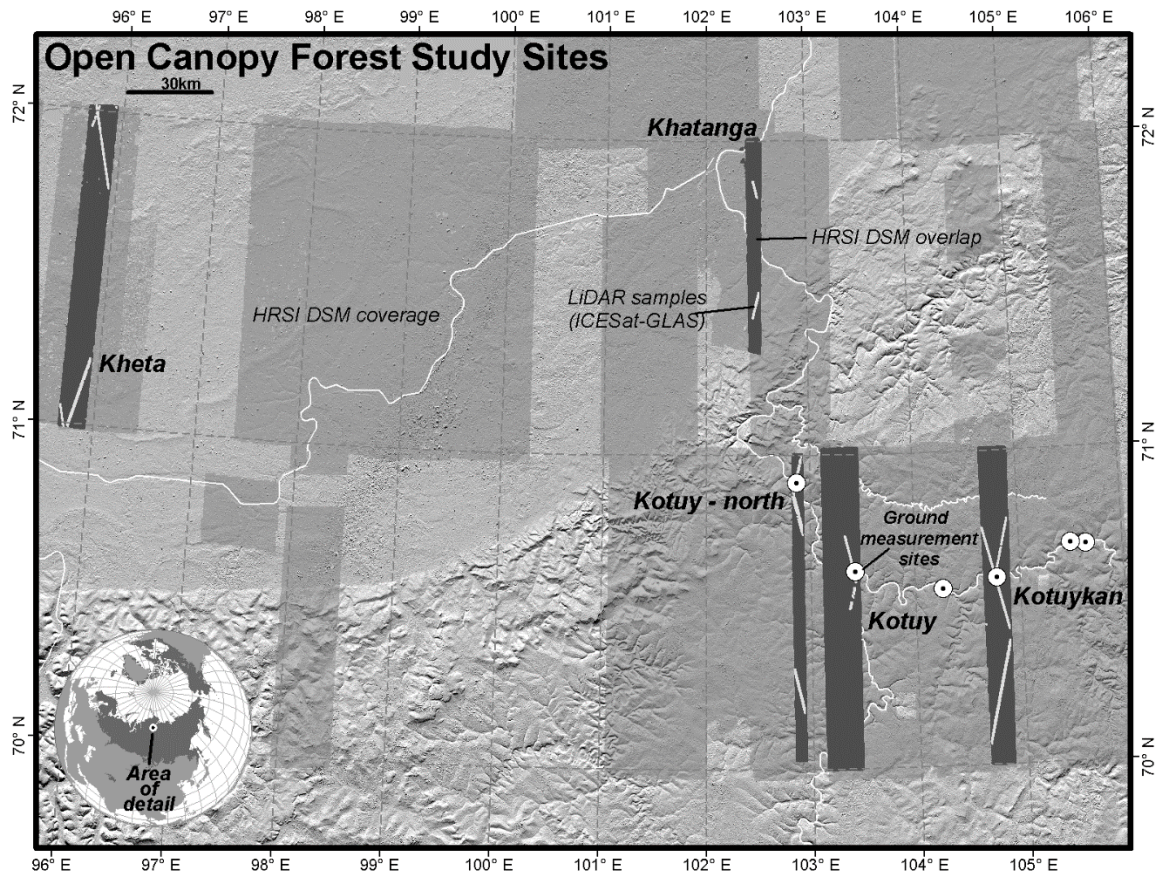 96° E 97° E 98° E 99° E 100° E 101° E 102° E 103° E 104° E 105° E 106° E
Open Canopy Forest Study Sites
30km
72° N
72° N
Khatanga
HRSI DSM overlap
LiDAR samples
(ICESat-GLAS)
HRSI DSM coverage
Kheta
71° N
71° N
Kotuy - north
Ground
measurement
sites
Kotuykan
Kotuy
Area
of
detail
70° N
70° N
96° E 97° E 98° E 99° E 100° E 101° E 102° E 103° E 104° E 105° E